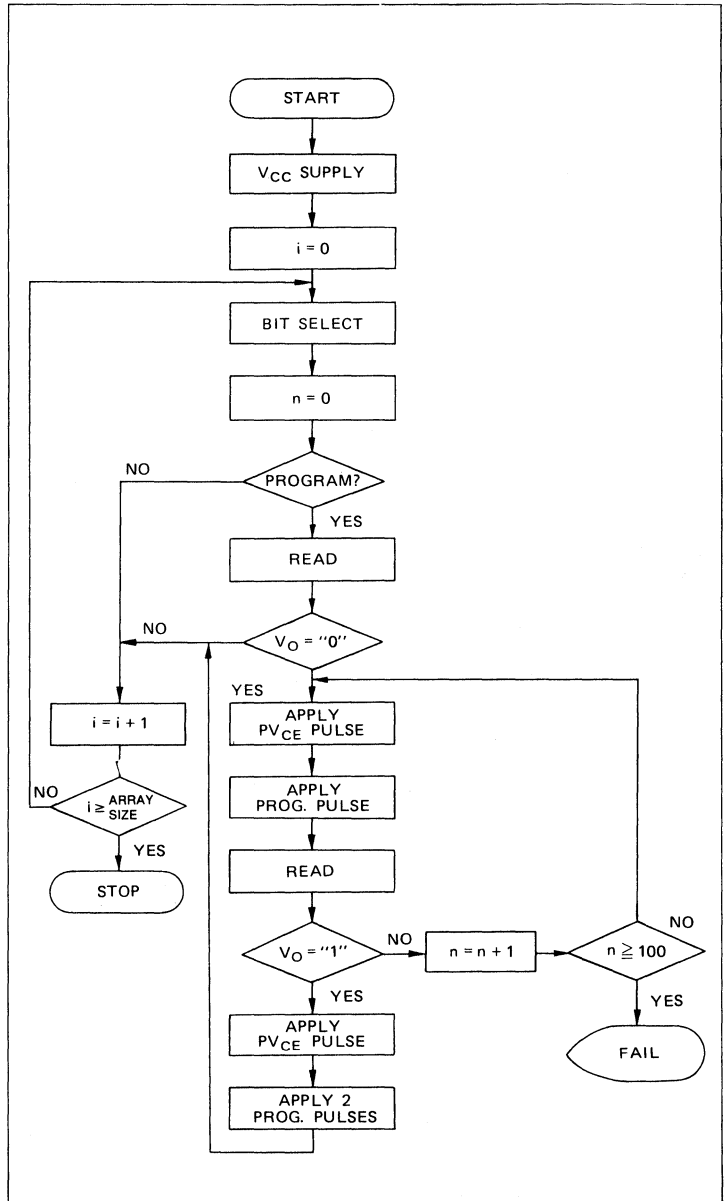 START
VCC SUPPLY
i = 0
BIT SELECT
n = 0
NO
PROGRAM?
YES
READ
NO
VO = "0"
YES
APPLY
PVCE PULSE
i = i + 1
APPLY
PROG. PULSE
NO
i ≥ ARRAY
SIZE
YES
STOP
READ
VO = "1"
NO
n = n + 1
n ≧ 100
NO
YES
YES
FAIL
APPLY
PVCE PULSE
APPLY 2
PROG. PULSES